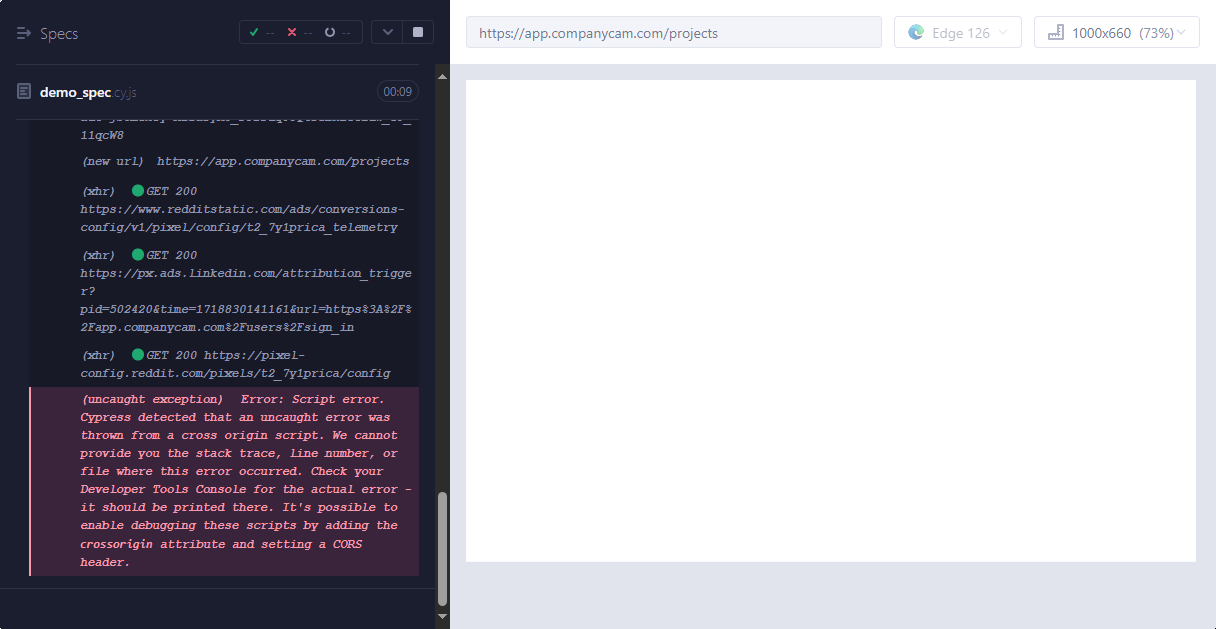 Specs
-- -- --
https://app.companycam.com/projects
Edge 126
1000x660 (73%)
demo_spec.cy.js
00:09
11qcW8
(new url) https://app.companycam.com/projects
(xhr) GET 200
https://www.redditstatic.com/ads/conversions-
config/v1/pixel/config/t2_7y1prica_telemetry
(xhr) GET 200
https://px.ads.linkedin.com/attribution_trigge
r?
pid=502420&time=1718830141161&url=https%3A%2F%
2Fapp.companycam.com%2Fusers%2Fsign_in
(xhr) GET 200 https://pixel-
config.reddit.com/pixels/t2_7y1prica/config
(uncaught exception) Error: Script error.
Cypress detected that an uncaught error was
thrown from a cross origin script. We cannot
provide you the stack trace, line number, or
file where this error occurred. Check your
Developer Tools Console for the actual error -
it should be printed there. It's possible to
enable debugging these scripts by adding the
crossorigin attribute and setting a CORS
header.